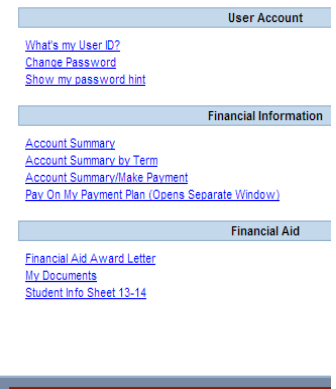 User Account
What's my User ID?
Change Password
Show my password hint
Financial Information
Account Summary
Account Summary by Term
Account Summary/Make Payment
Pay On My Payment Plan (Opens Separate Window)
Financial Aid
Financial Aid Award Letter
My Documents
Student Info Sheet 13-14